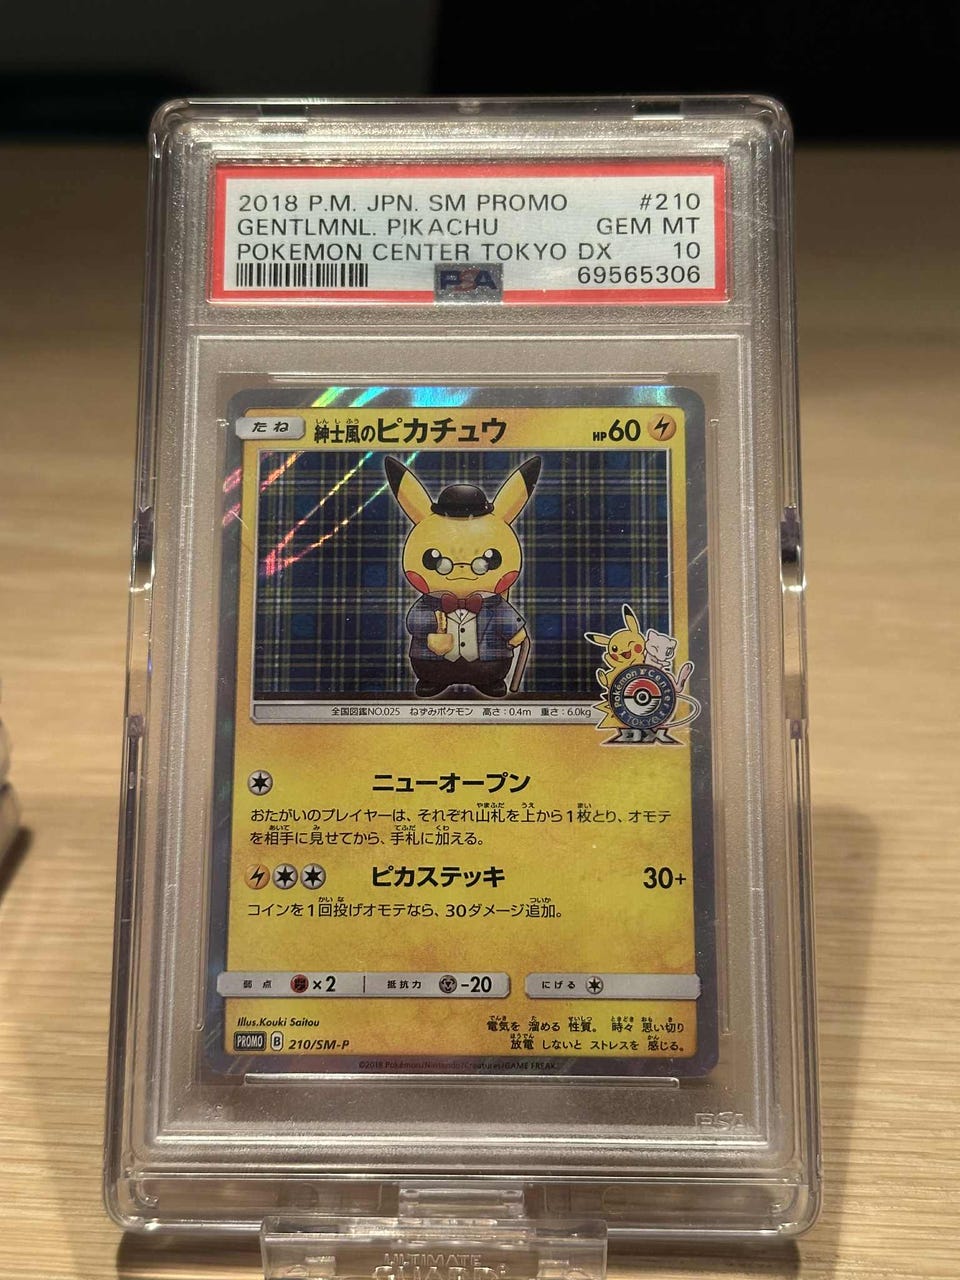 2018 P.M. JPN. SM PROMO #210
GENTLMNL. PIKACHU GEM MT
POKEMON CENTER TOKYO DX 10
PSA 69565306
たね 紳士風のピカチュウ HP60
しんしふう
Pokémon Center
TOKYO
DX
全国図鑑NO.025 ねずみポケモン 高さ:0.4m 重さ:6.0kg
ニューオープン
おたがいのプレイヤーは、それぞれ山札を上から1枚とり、オモテ
を相手に見せてから、手札に加える。
ピカステッキ 30+
コインを1回投げオモテなら、30ダメージ追加。
弱点 ×2 抵抗力 -20 にげる
Illus.Kouki Saitou
電気を 溜める 性質。 時々 思い切り
放電 しないと ストレスを 感じる。
PROMO B 210/SM-P
©2018 Pokémon/Nintendo/Creatures/GAME FREAK.
PSA
ULTIMATE
GUARD